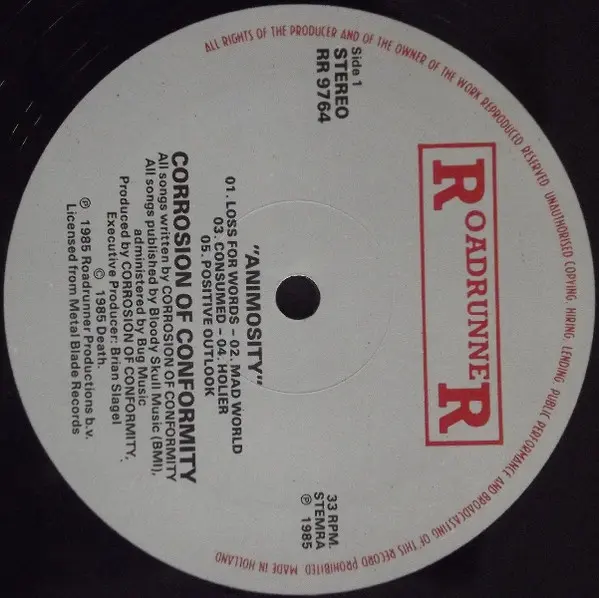 ALL RIGHTS OF THE PRODUCER AND OF THE OWNER OF THE WORK REPRODUCED RESERVED. UNAUTHORISED COPYING, HIRING, LENDING, PUBLIC PERFORMANCE AND BROADCASTING OF THIS RECORD PROHIBITED. MADE IN HOLLAND
ROADRUNNER
Side 1
STEREO
RR 9764
33 RPM.
STEMRA
℗ 1985
"ANIMOSITY"
01. LOSS FOR WORDS – 02. MAD WORLD
03. CONSUMED – 04. HOLIER
05. POSITIVE OUTLOOK
CORROSION OF CONFORMITY
All songs written by CORROSION OF CONFORMITY
All songs published by Bloody Skull Music (BMI),
administered by Bug Music
Produced by CORROSION OF CONFORMITY,
Executive Producer: Brian Slagel
© 1985 Death.
℗ 1985 Roadrunner Productions b.v.
Licensed from Metal Blade Records